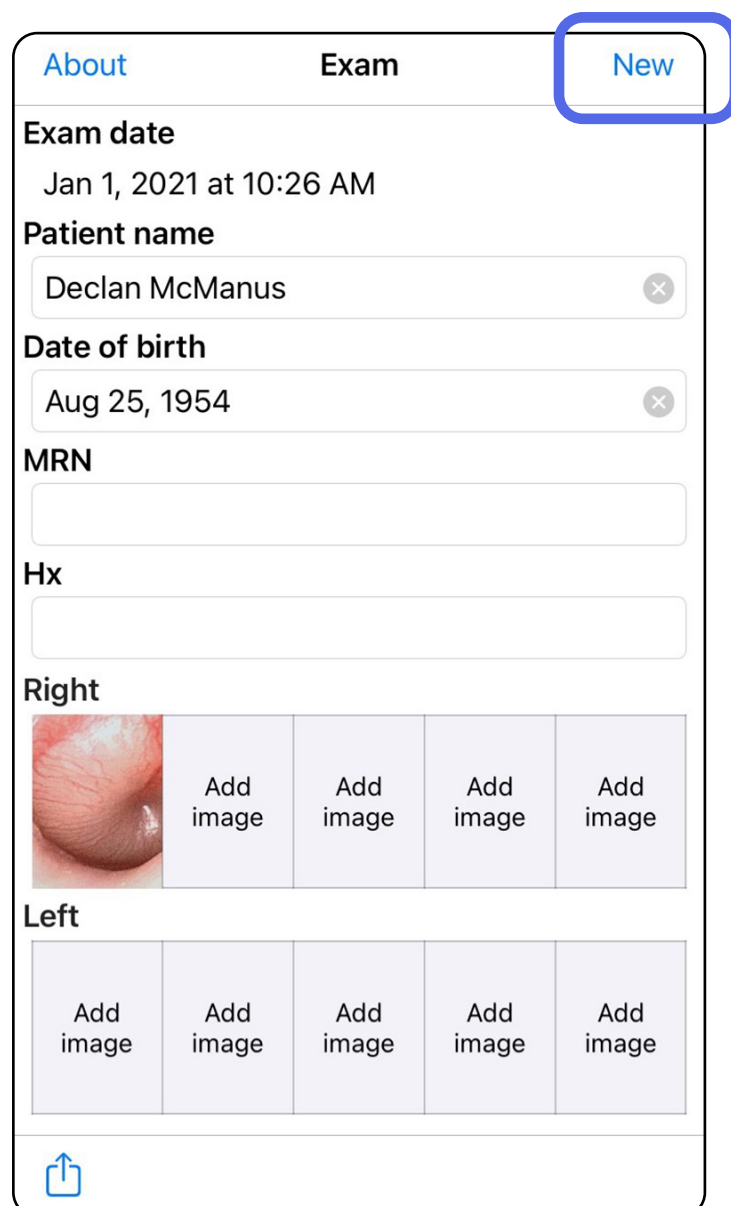 About Exam New
Exam date
Jan 1, 2021 at 10:26 AM
Patient name
Declan McManus
Date of birth
Aug 25, 1954
MRN
Hx
Right
Add image Add image Add image Add image
Left
Add image Add image Add image Add image Add image